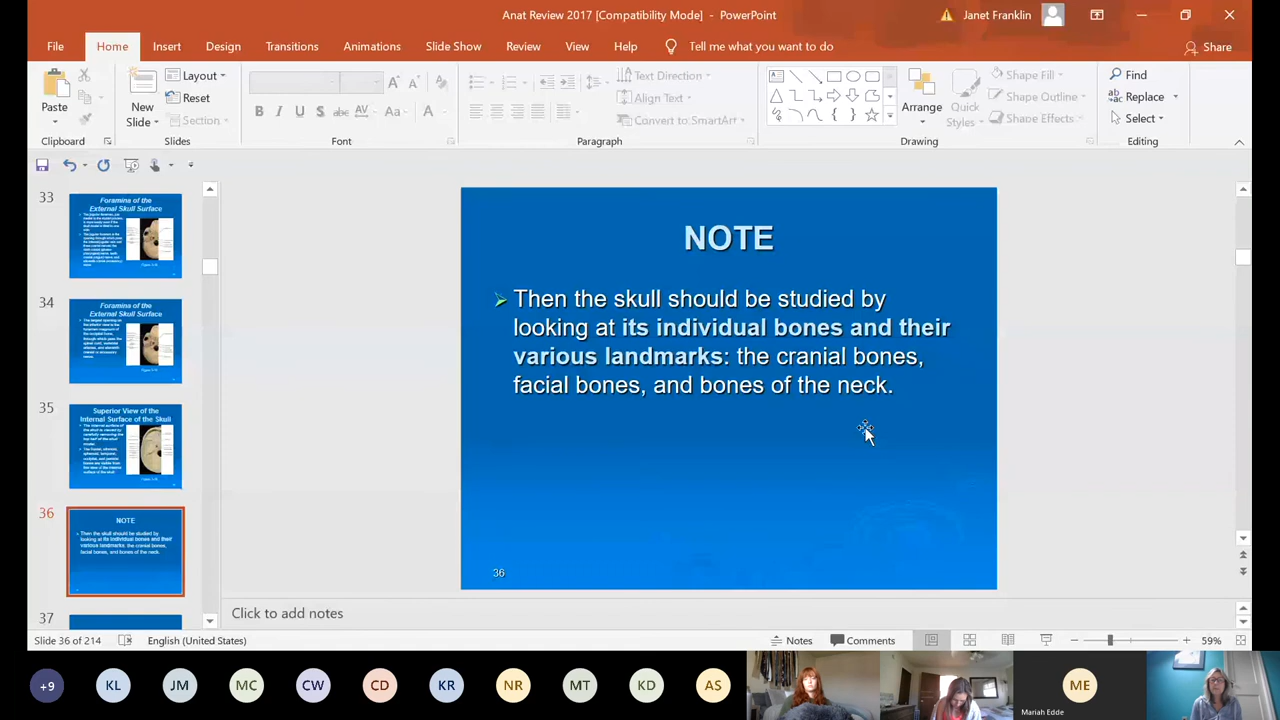 Anat Review 2017 [Compatibility Mode] - PowerPoint
Janet Franklin
File Home Insert Design Transitions Animations Slide Show Review View Help Tell me what you want to do Share
Paste
Clipboard
New Slide
Layout
Reset
Section
Slides
B I U S abc AV Aa A
Font
Text Direction
Align Text
Convert to SmartArt
Paragraph
Arrange
Quick Styles
Shape Fill
Shape Outline
Shape Effects
Drawing
Find
Replace
Select
Editing
33
Foramina of the
External Skull Surface
34
Foramina of the
External Skull Surface
35
Superior View of the
Internal Surface of the Skull
36
NOTE
Then the skull should be studied by
looking at its individual bones and their
various landmarks: the cranial bones,
facial bones, and bones of the neck.
37
NOTE
Then the skull should be studied by
looking at its individual bones and their
various landmarks: the cranial bones,
facial bones, and bones of the neck.
36
Click to add notes
Slide 36 of 214 English (United States) Notes Comments 59%
+9 KL JM MC CW CD KR NR MT KD AS ME
Mariah Edde